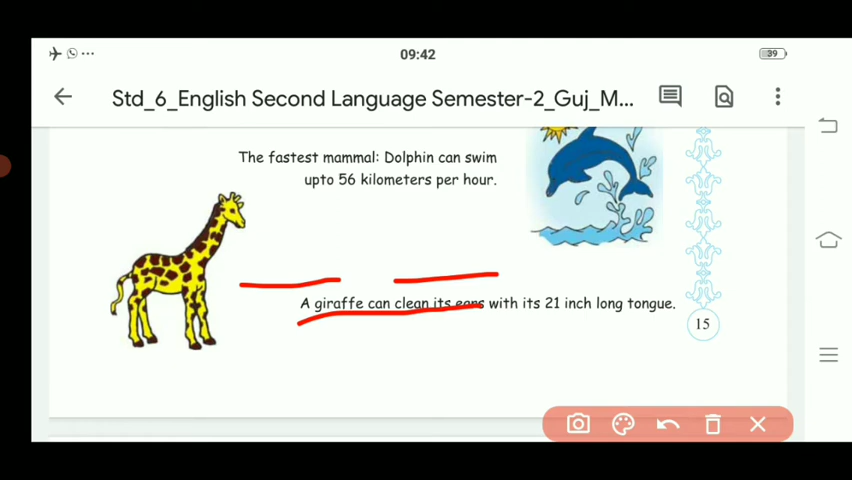 09:42
39
Std_6_English Second Language Semester-2_Guj_M...
The fastest mammal: Dolphin can swim
upto 56 kilometers per hour.
A giraffe can clean its ears with its 21 inch long tongue.
15